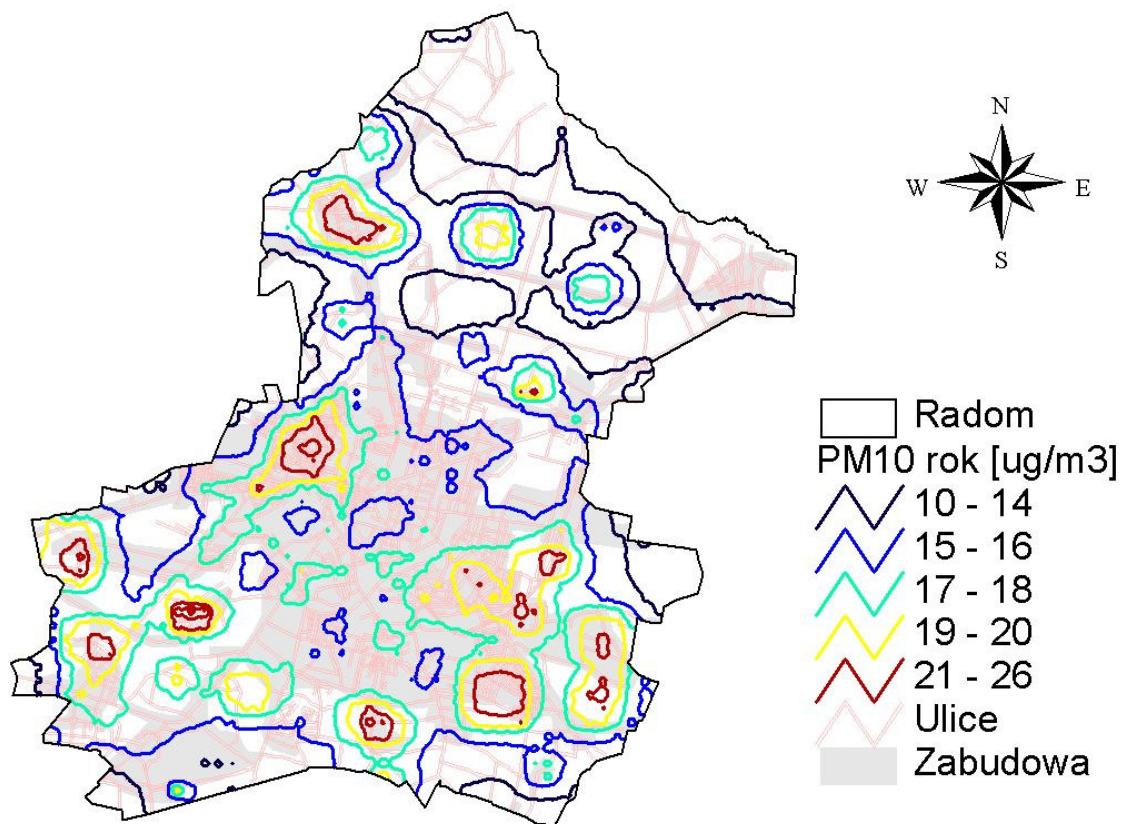 N
W E
S
Radom
PM10 rok [ug/m3]
10 - 14
15 - 16
17 - 18
19 - 20
21 - 26
Ulice
Zabudowa